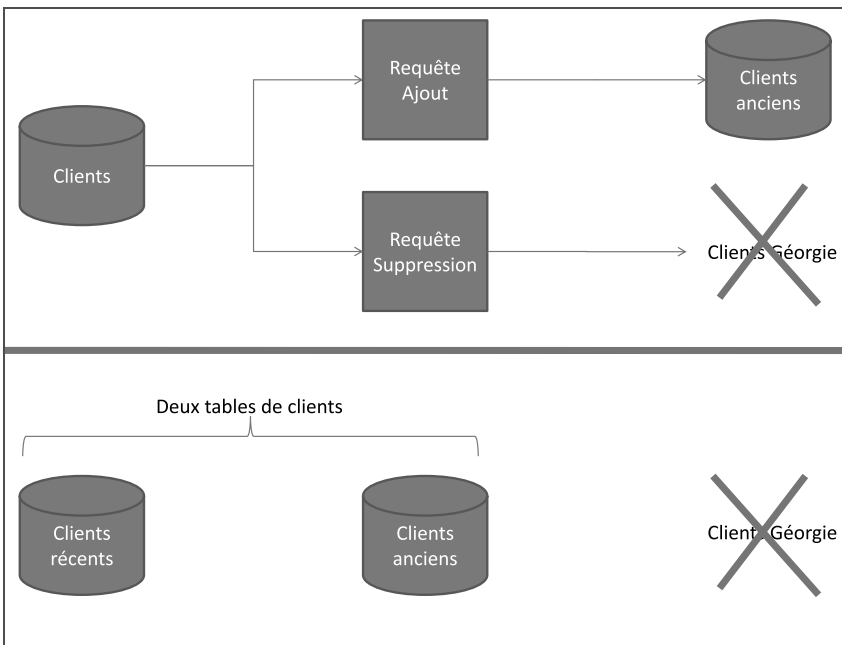 Requête
Ajout
Clients
anciens
Clients
Requête
Suppression
Clients Géorgie
Deux tables de clients
Clients
récents
Clients
anciens
Clients Géorgie